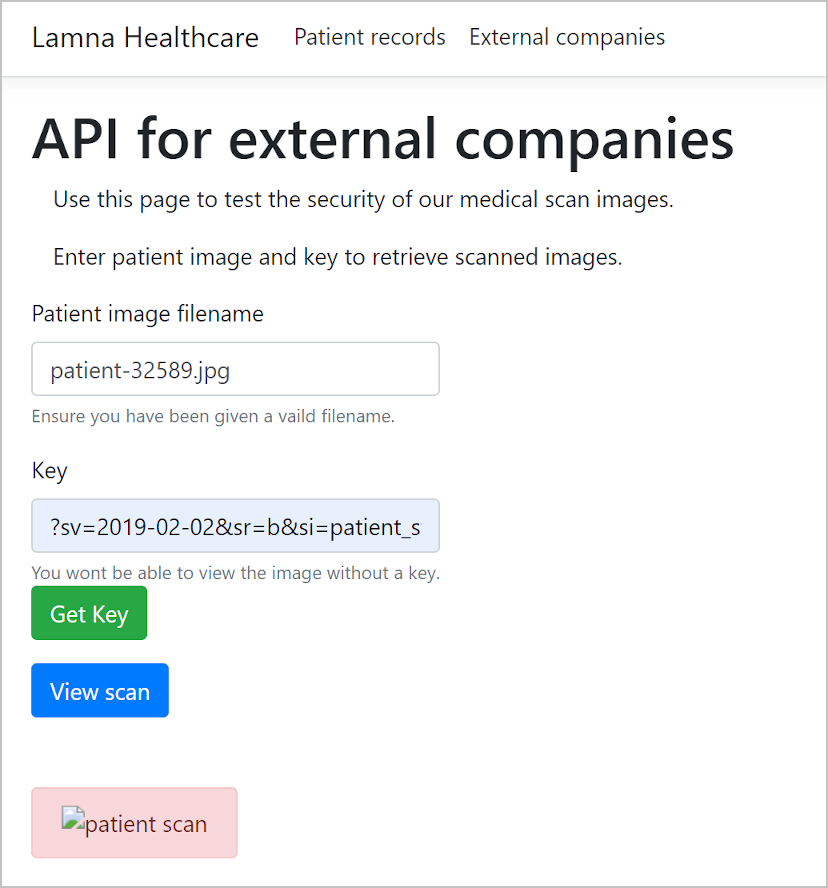 Lamna Healthcare Patient records External companies
API for external companies
Use this page to test the security of our medical scan images.
Enter patient image and key to retrieve scanned images.
Patient image filename
patient-32589.jpg
Ensure you have been given a vaild filename.
Key
?sv=2019-02-02&sr=b&si=patient_s
You wont be able to view the image without a key.
Get Key
View scan
patient scan